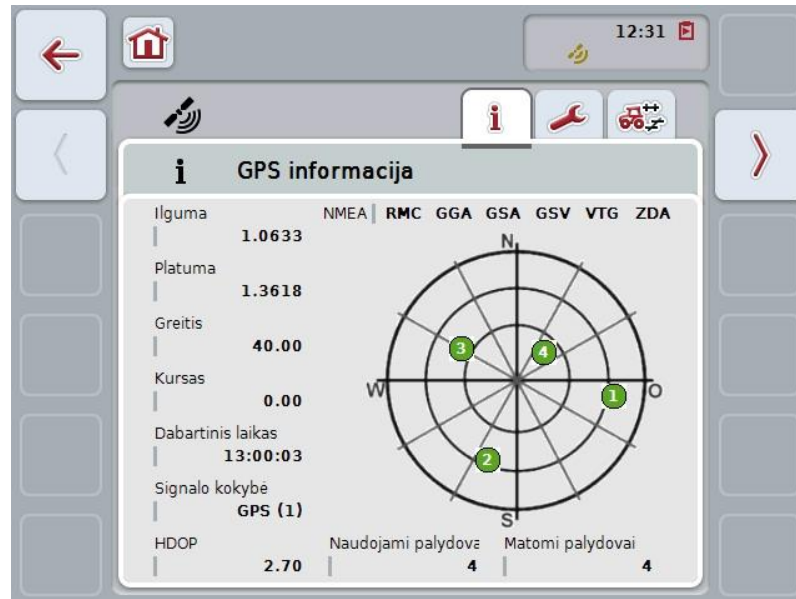 12:31
i
i GPS informacija
Ilguma
1.0633
NMEA RMC GGA GSA GSV VTG ZDA
Platuma
1.3618
Greitis
40.00
Kursas
0.00
Dabartinis laikas
13:00:03
Signalo kokybė
GPS (1)
HDOP
2.70
N
W
O
S
3
4
1
2
Naudojami palydova
4
Matomi palydovai
4